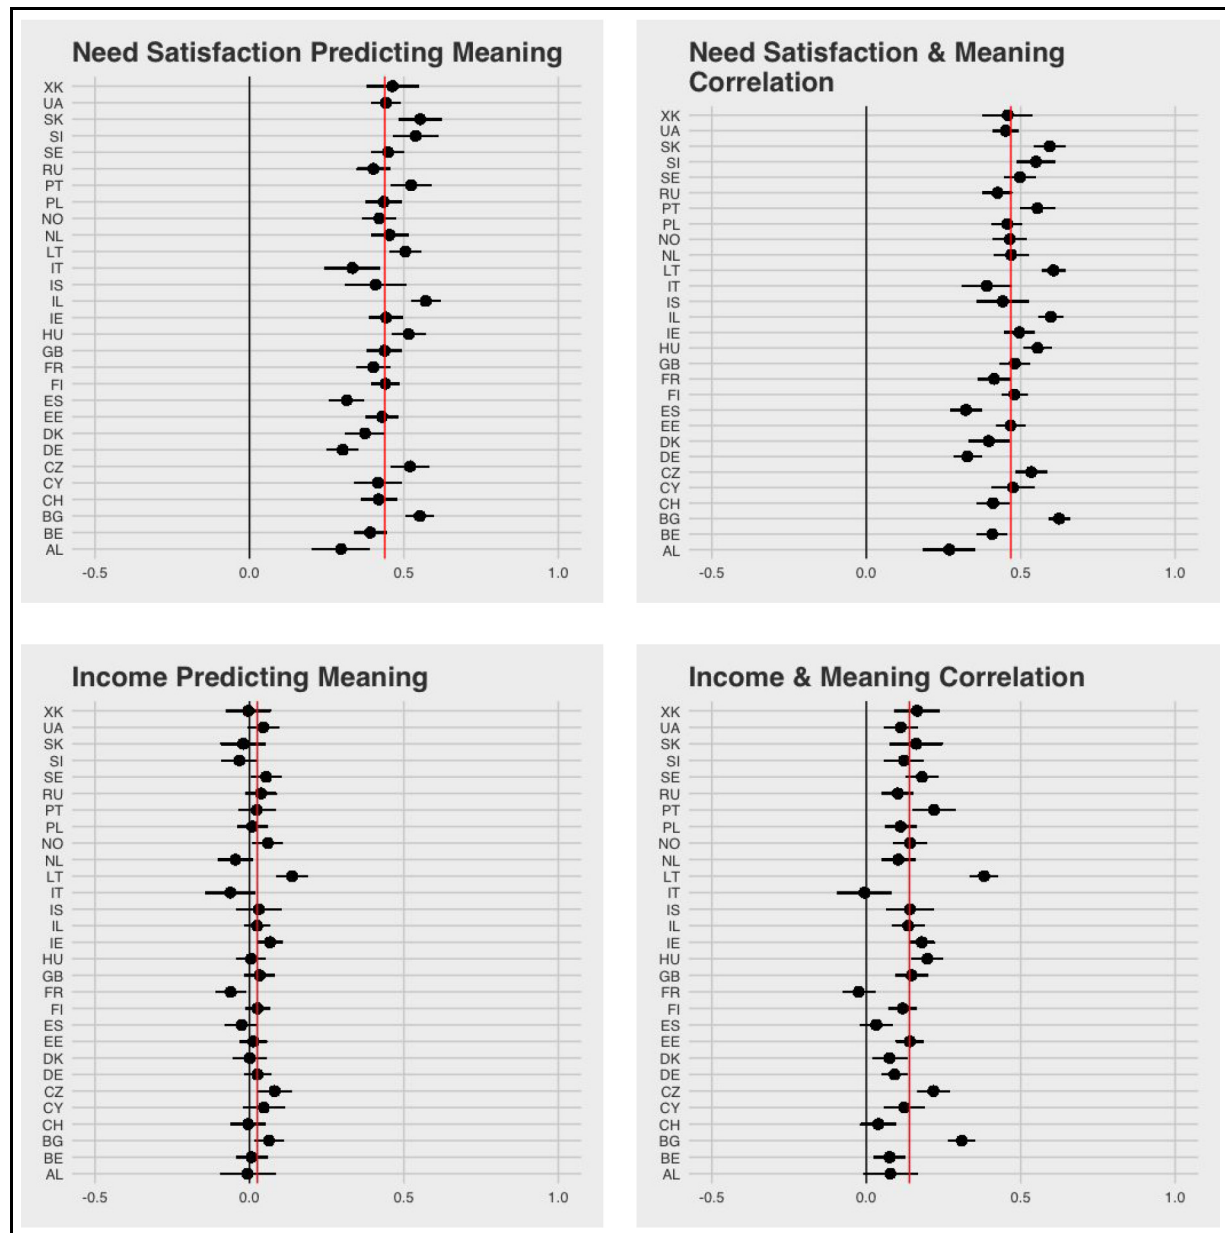 Need Satisfaction Predicting Meaning
XK
UA
SK
SI
SE
RU
PT
PL
NO
NL
LT
IT
IS
IL
IE
HU
GB
FR
FI
ES
EE
DK
DE
CZ
CY
CH
BG
BE
AL
-0.5 0.0 0.5 1.0
Need Satisfaction & Meaning
Correlation
XK
UA
SK
SI
SE
RU
PT
PL
NO
NL
LT
IT
IS
IL
IE
HU
GB
FR
FI
ES
EE
DK
DE
CZ
CY
CH
BG
BE
AL
-0.5 0.0 0.5 1.0
Income Predicting Meaning
XK
UA
SK
SI
SE
RU
PT
PL
NO
NL
LT
IT
IS
IL
IE
HU
GB
FR
FI
ES
EE
DK
DE
CZ
CY
CH
BG
BE
AL
-0.5 0.0 0.5 1.0
Income & Meaning Correlation
XK
UA
SK
SI
SE
RU
PT
PL
NO
NL
LT
IT
IS
IL
IE
HU
GB
FR
FI
ES
EE
DK
DE
CZ
CY
CH
BG
BE
AL
-0.5 0.0 0.5 1.0